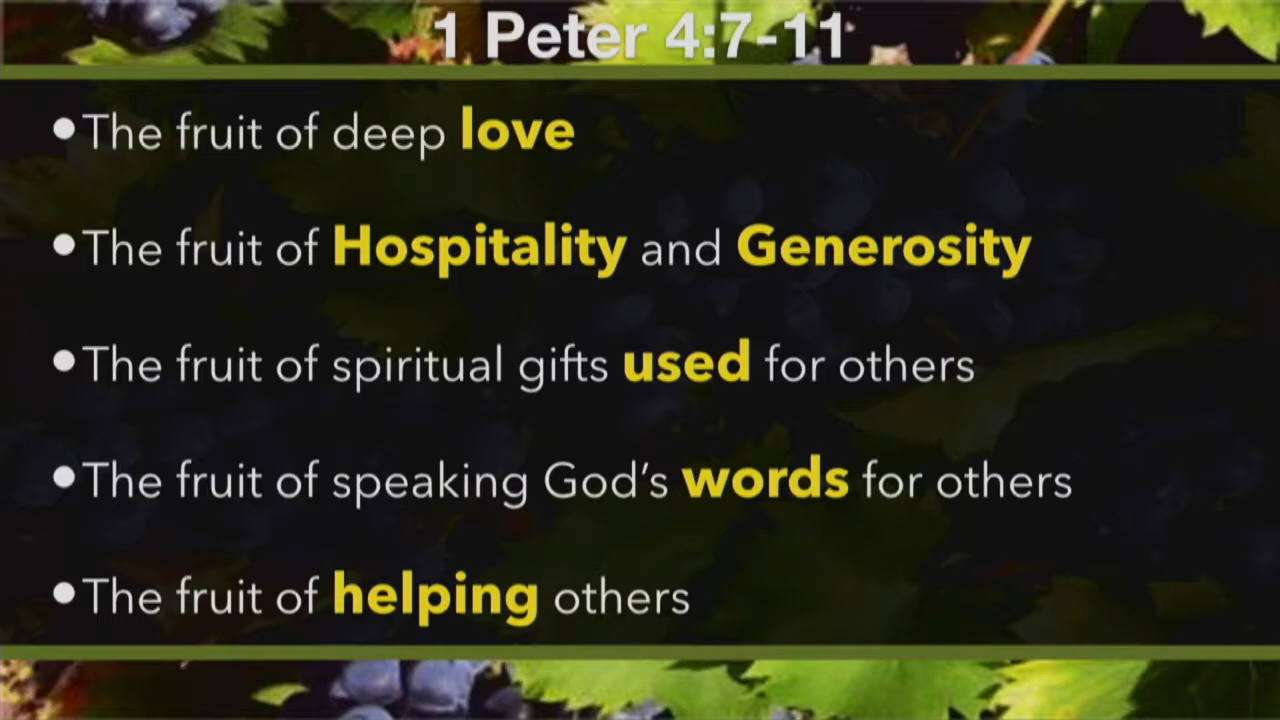 1 Peter 4:7-11
•The fruit of deep love
•The fruit of Hospitality and Generosity
•The fruit of spiritual gifts used for others
•The fruit of speaking God's words for others
•The fruit of helping others